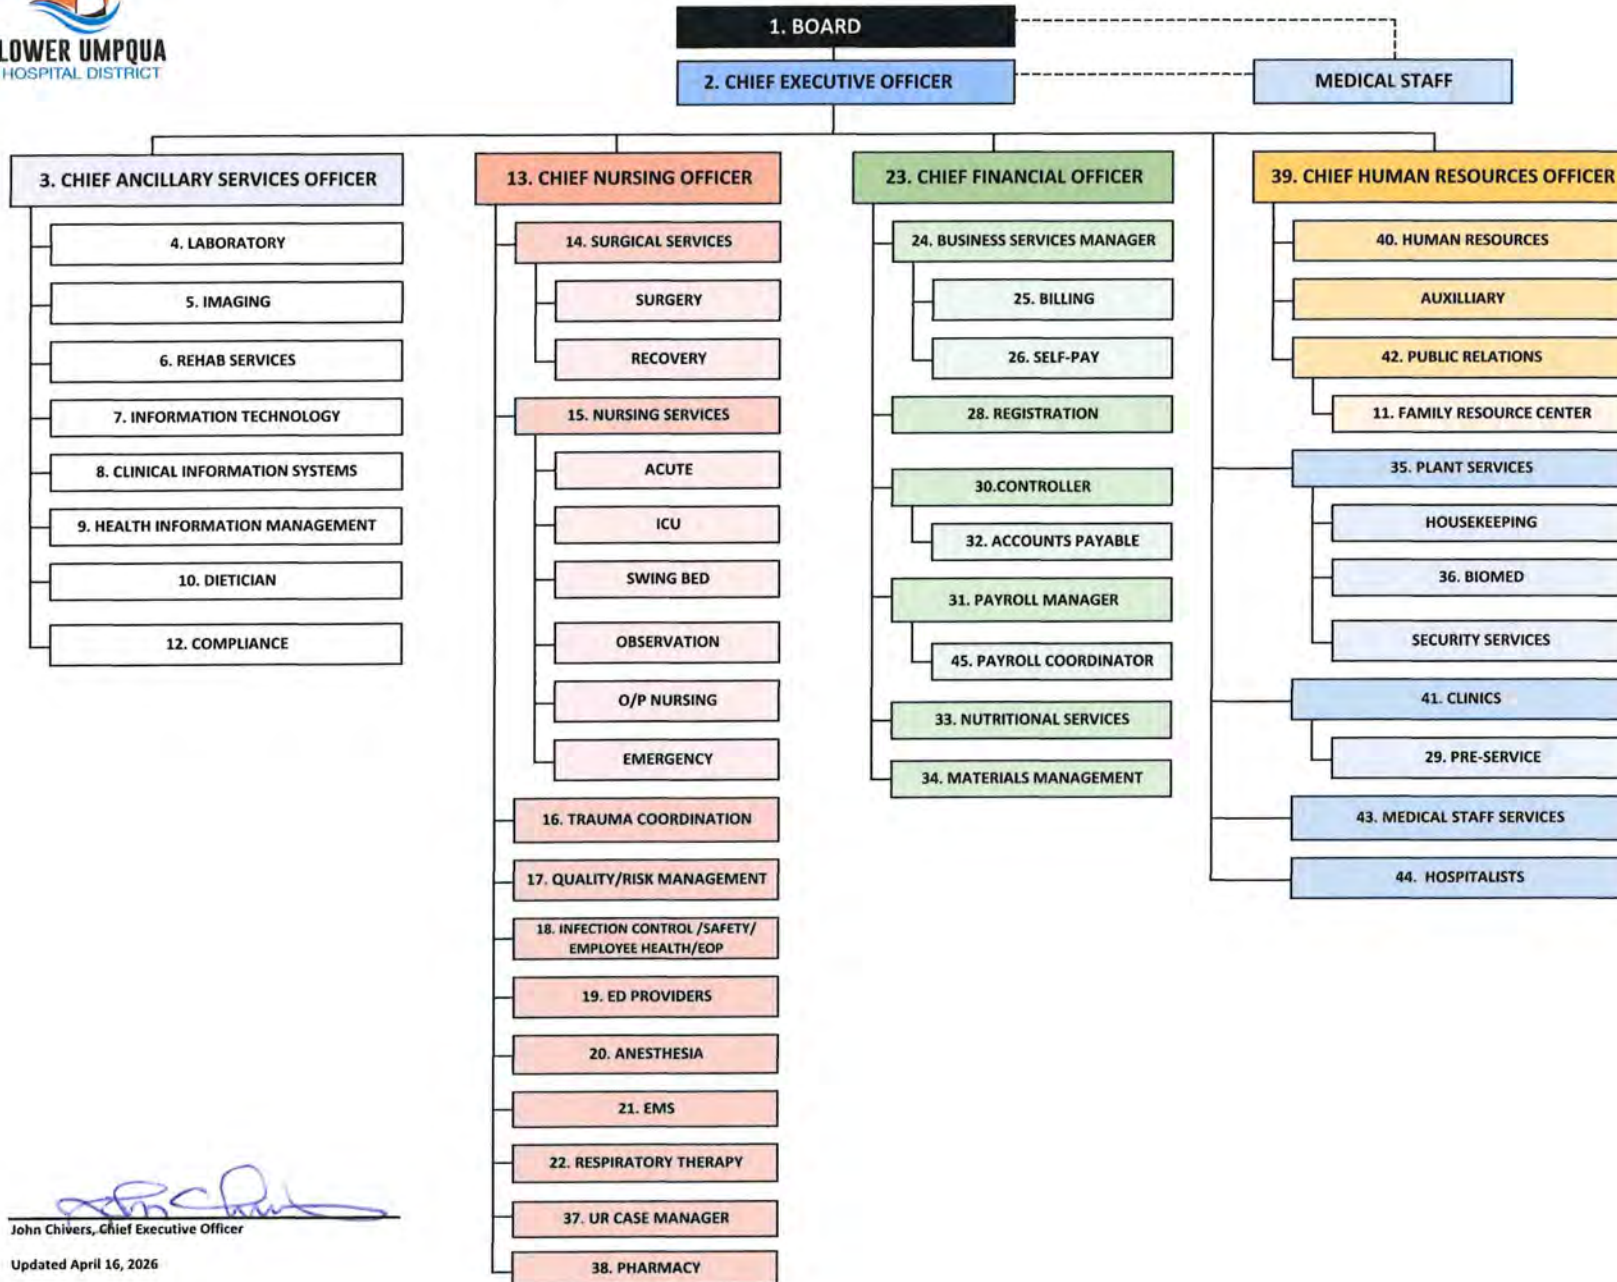 LOWER UMPQUA
HOSPITAL DISTRICT
1. BOARD
2. CHIEF EXECUTIVE OFFICER
MEDICAL STAFF
3. CHIEF ANCILLARY SERVICES OFFICER
4. LABORATORY
5. IMAGING
6. REHAB SERVICES
7. INFORMATION TECHNOLOGY
8. CLINICAL INFORMATION SYSTEMS
9. HEALTH INFORMATION MANAGEMENT
10. DIETICIAN
12. COMPLIANCE
13. CHIEF NURSING OFFICER
14. SURGICAL SERVICES
SURGERY
RECOVERY
15. NURSING SERVICES
ACUTE
ICU
SWING BED
OBSERVATION
O/P NURSING
EMERGENCY
16. TRAUMA COORDINATION
17. QUALITY/RISK MANAGEMENT
18. INFECTION CONTROL /SAFETY/
EMPLOYEE HEALTH/EOP
19. ED PROVIDERS
20. ANESTHESIA
21. EMS
22. RESPIRATORY THERAPY
37. UR CASE MANAGER
38. PHARMACY
23. CHIEF FINANCIAL OFFICER
24. BUSINESS SERVICES MANAGER
25. BILLING
26. SELF-PAY
28. REGISTRATION
30.CONTROLLER
32. ACCOUNTS PAYABLE
31. PAYROLL MANAGER
45. PAYROLL COORDINATOR
33. NUTRITIONAL SERVICES
34. MATERIALS MANAGEMENT
39. CHIEF HUMAN RESOURCES OFFICER
40. HUMAN RESOURCES
AUXILLIARY
42. PUBLIC RELATIONS
11. FAMILY RESOURCE CENTER
35. PLANT SERVICES
HOUSEKEEPING
36. BIOMED
SECURITY SERVICES
41. CLINICS
29. PRE-SERVICE
43. MEDICAL STAFF SERVICES
44. HOSPITALISTS
John Chivers, Chief Executive Officer
Updated April 16, 2026